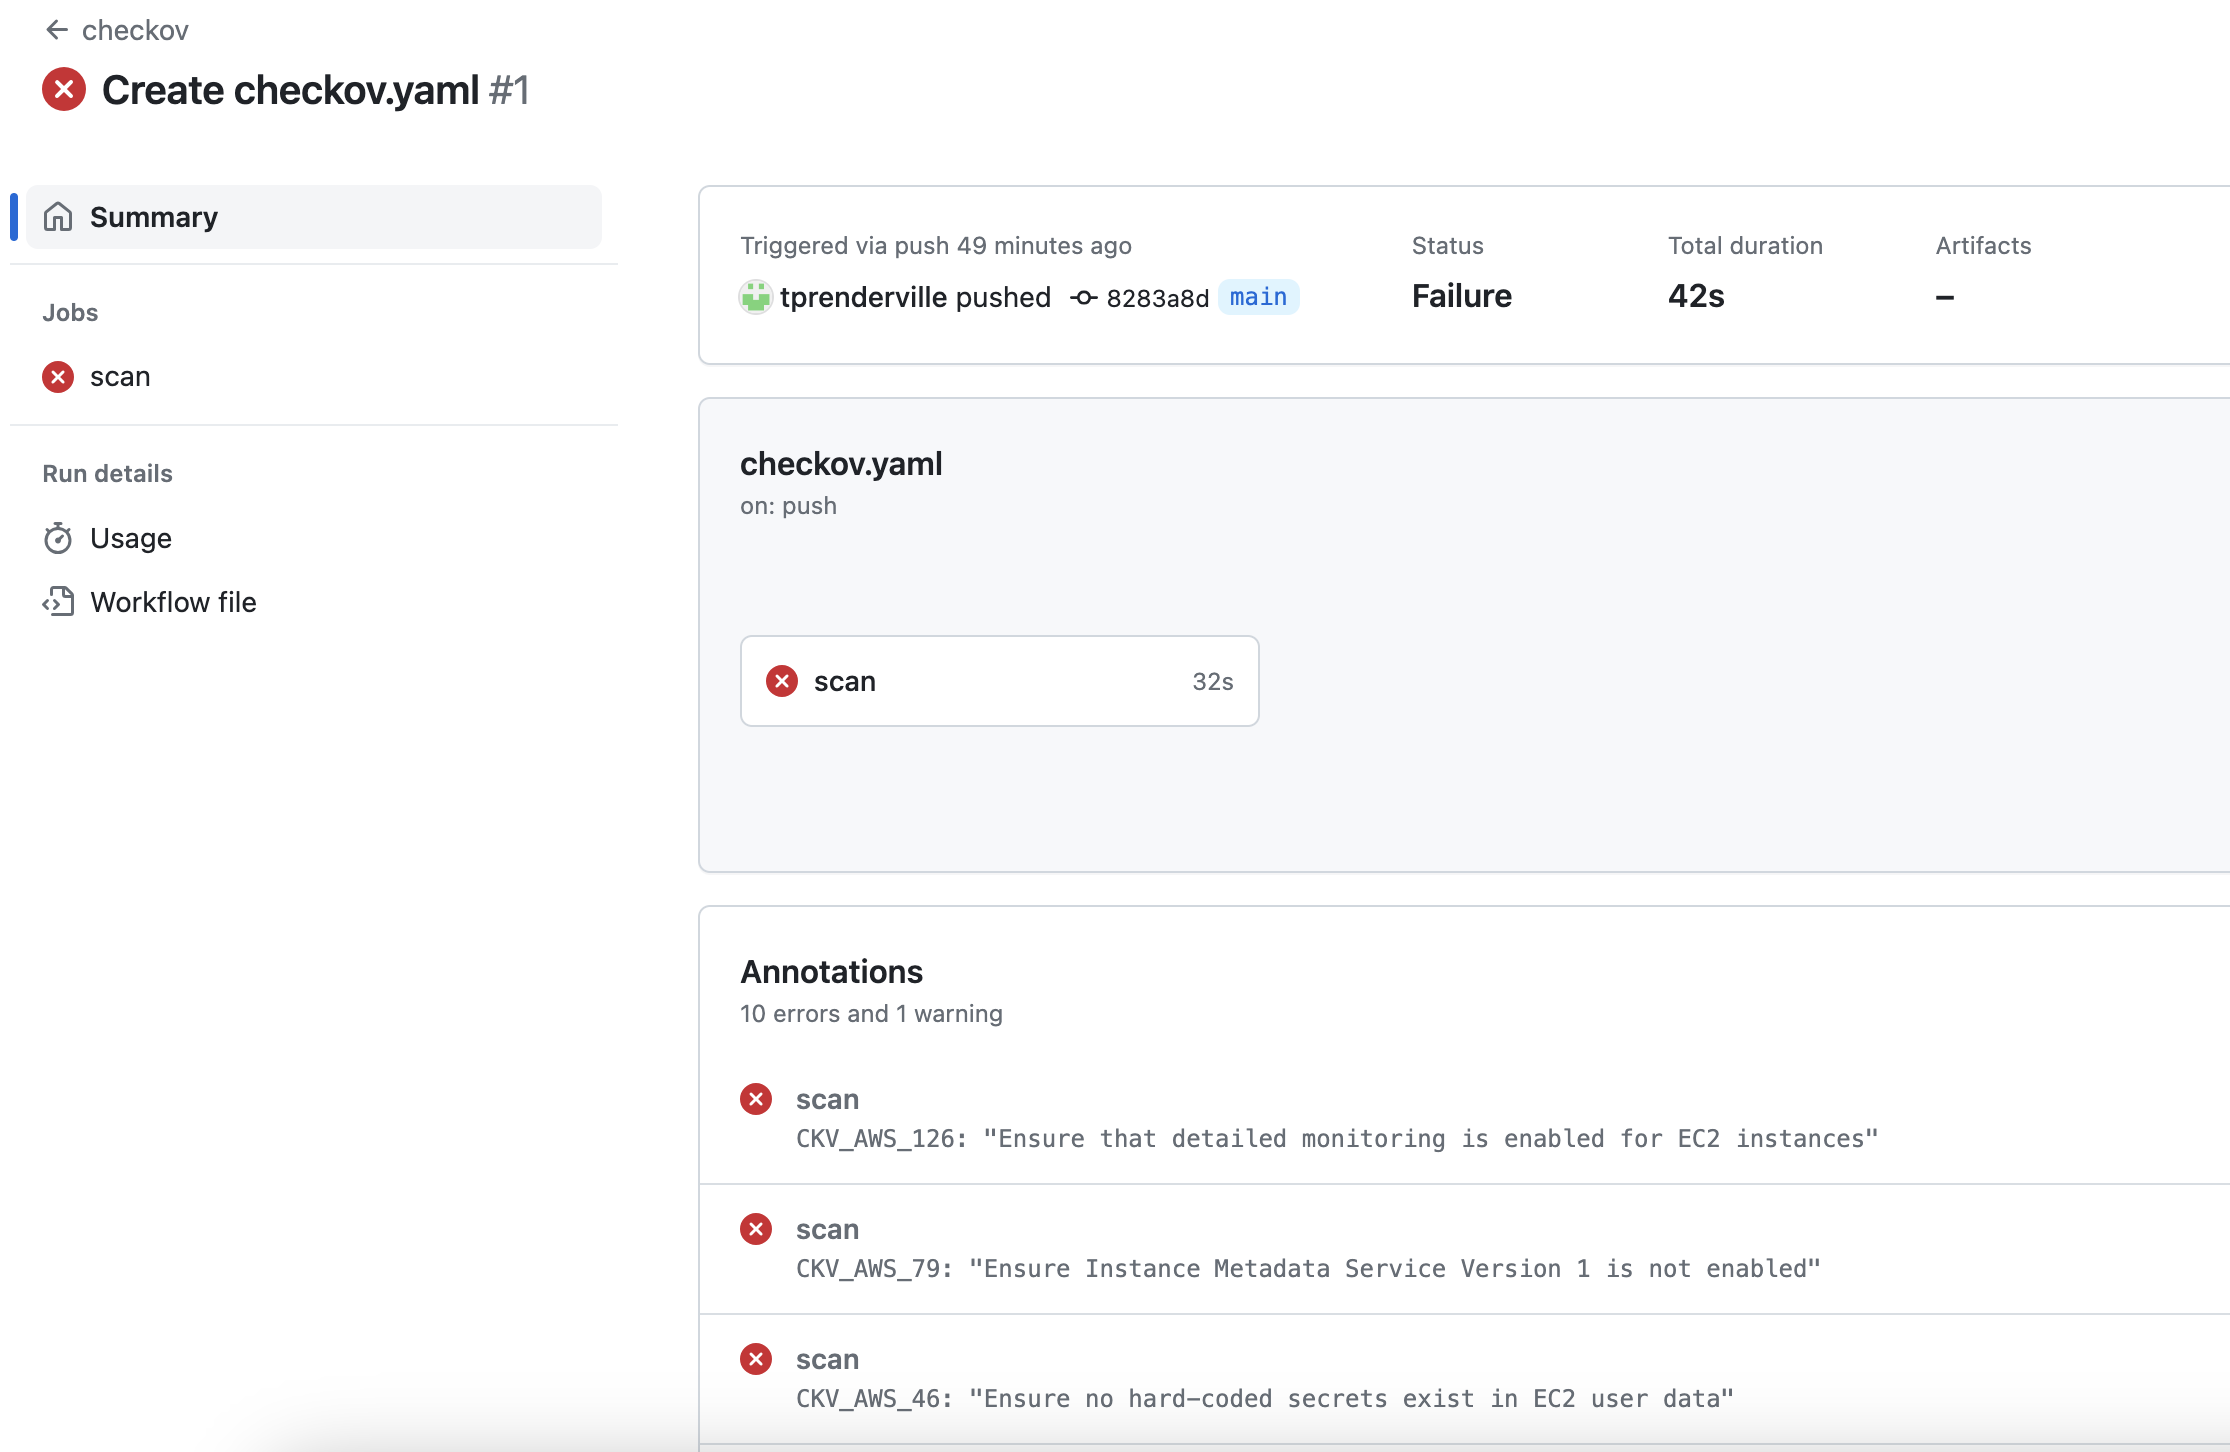 checkov
Create checkov.yaml #1
Summary
Jobs
scan
Run details
Usage
Workflow file
Triggered via push 49 minutes ago
tprenderville pushed 8283a8d main
Status
Failure
Total duration
42s
Artifacts
–
checkov.yaml
on: push
scan 32s
Annotations
10 errors and 1 warning
scan
CKV_AWS_126: "Ensure that detailed monitoring is enabled for EC2 instances"
scan
CKV_AWS_79: "Ensure Instance Metadata Service Version 1 is not enabled"
scan
CKV_AWS_46: "Ensure no hard-coded secrets exist in EC2 user data"